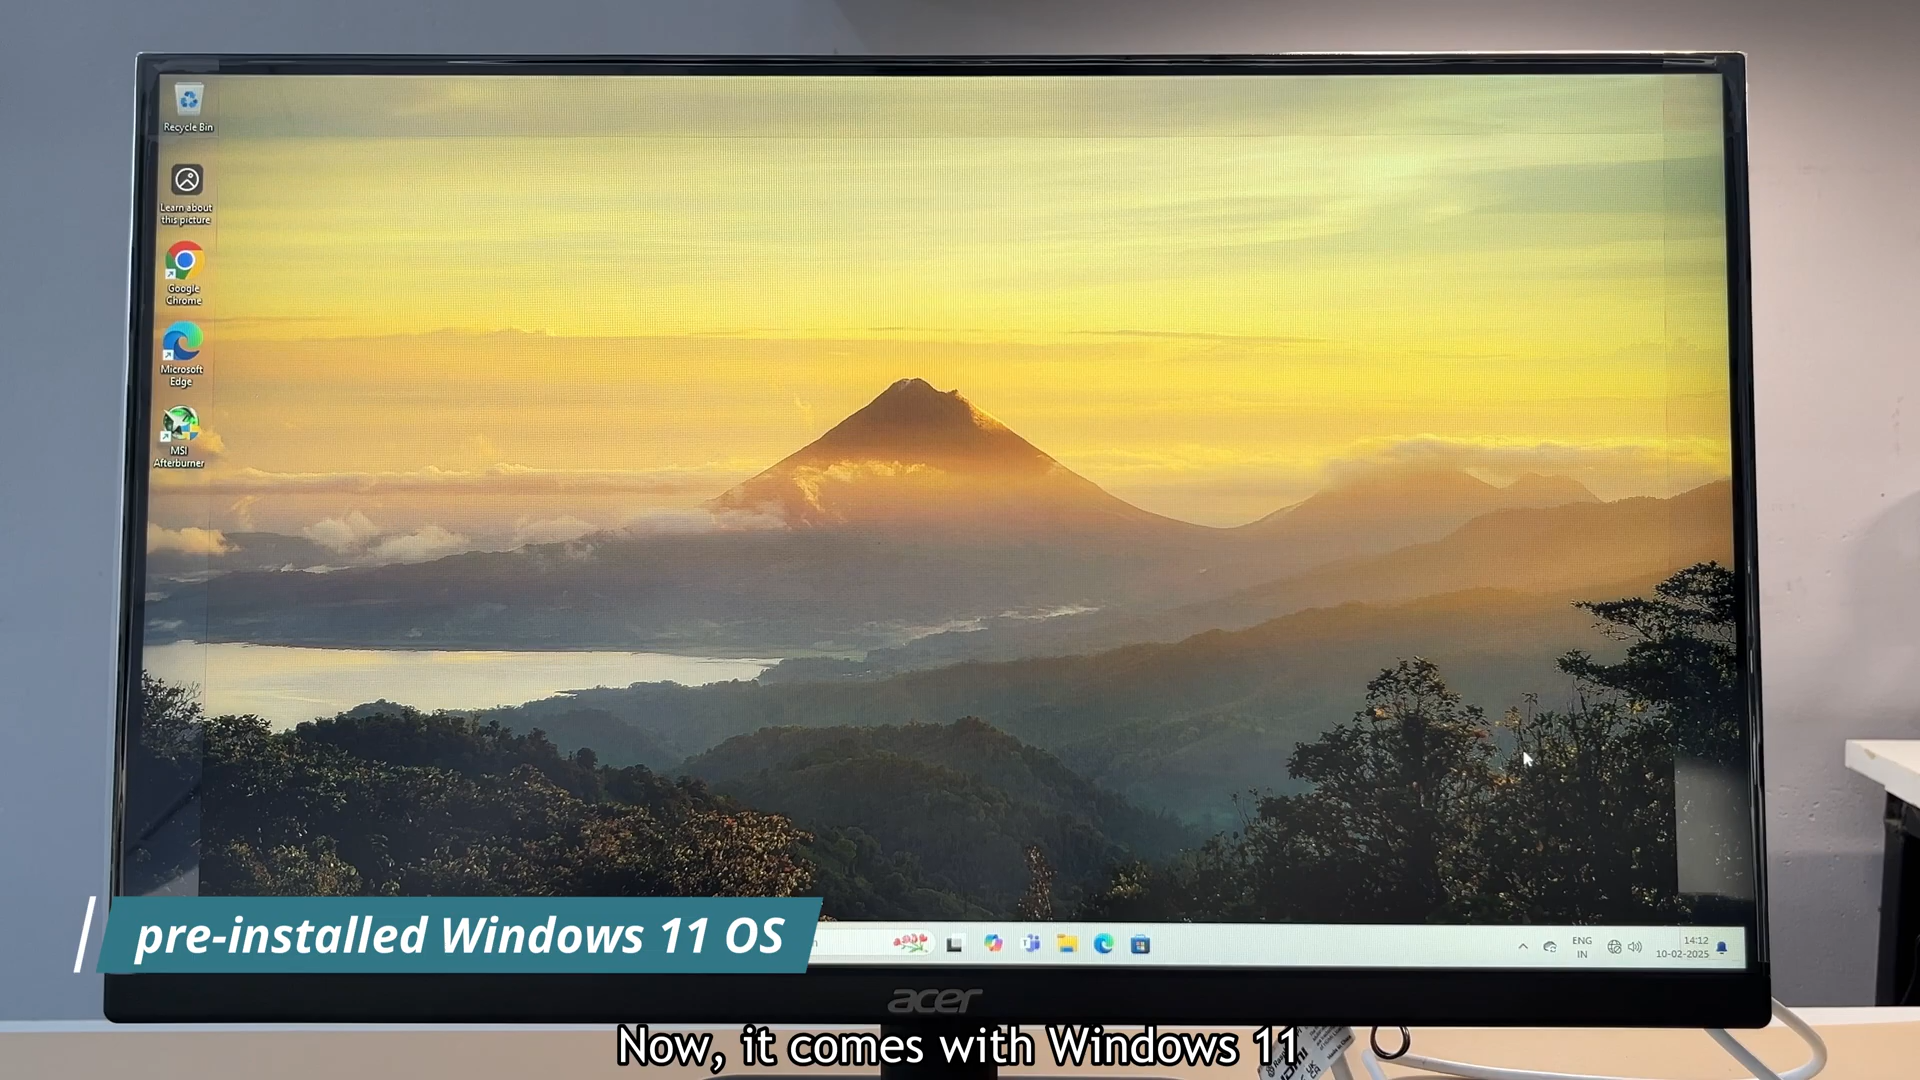 Recycle Bin
Learn about
this picture
Google
Chrome
Microsoft
Edge
MSI
Afterburner
pre-installed Windows 11 OS
ENG
IN
14:12
10-02-2025
acer
Now, it comes with Windows 11
HDMI